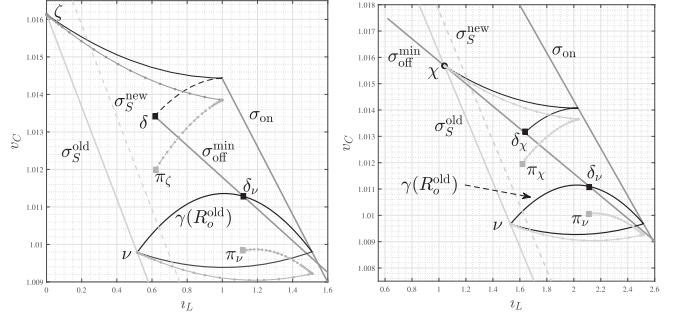 1.016
1.015
1.014
1.013
1.012
1.011
1.01
1.009
v_C
0 0.2 0.4 0.6 0.8 1 1.2 1.4 1.6
ı_L
ζ
σ_S^new
δ
σ_on
σ_S^old
σ_off^min
π_ζ
δ_ν
γ(R_o^old)
ν
π_ν
1.017
1.016
1.015
1.014
1.013
1.012
1.011
1.01
1.009
1.008
v_C
0.6 0.8 1 1.2 1.4 1.6 1.8 2 2.2 2.4 2.6
ı_L
σ_S^new
σ_off^min
σ_on
χ
σ_S^old
δ_χ
π_χ
δ_ν
γ(R_o^old)
π_ν
ν